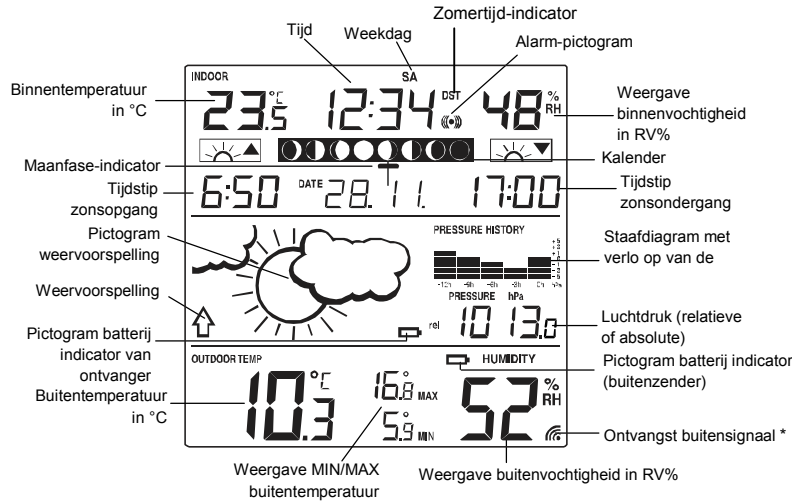 Zomertijd-indicator
Tijd
Weekdag
Alarm-pictogram
Binnentemperatuur
in °C
INDOOR
SA
23.5 °C
12:34
DST
48 %
RH
Weergave
binnenvochtigheid
in RV%
Maanfase-indicator
Kalender
Tijdstip
zonsopgang
6:50
DATE 28. 11.
17:00
Tijdstip
zonsondergang
Pictogram
weervoorspelling
PRESSURE HISTORY
Staafdiagram met
verlo op van de
-12h -9h -6h -3h 0h
PRESSURE hPa
Weervoorspelling
rel 1013.0
Luchtdruk (relatieve
of absolute)
Pictogram batterij
indicator van
ontvanger
OUTDOOR TEMP
HUMIDITY
Pictogram batterij indicator
(buitenzender)
Buitentemperatuur
in °C
10.3 °C
16.8 MAX
5.9 MIN
52 %
RH
Ontvangst buitensignaal *
Weergave MIN/MAX
buitentemperatuur
Weergave buitenvochtigheid in RV%